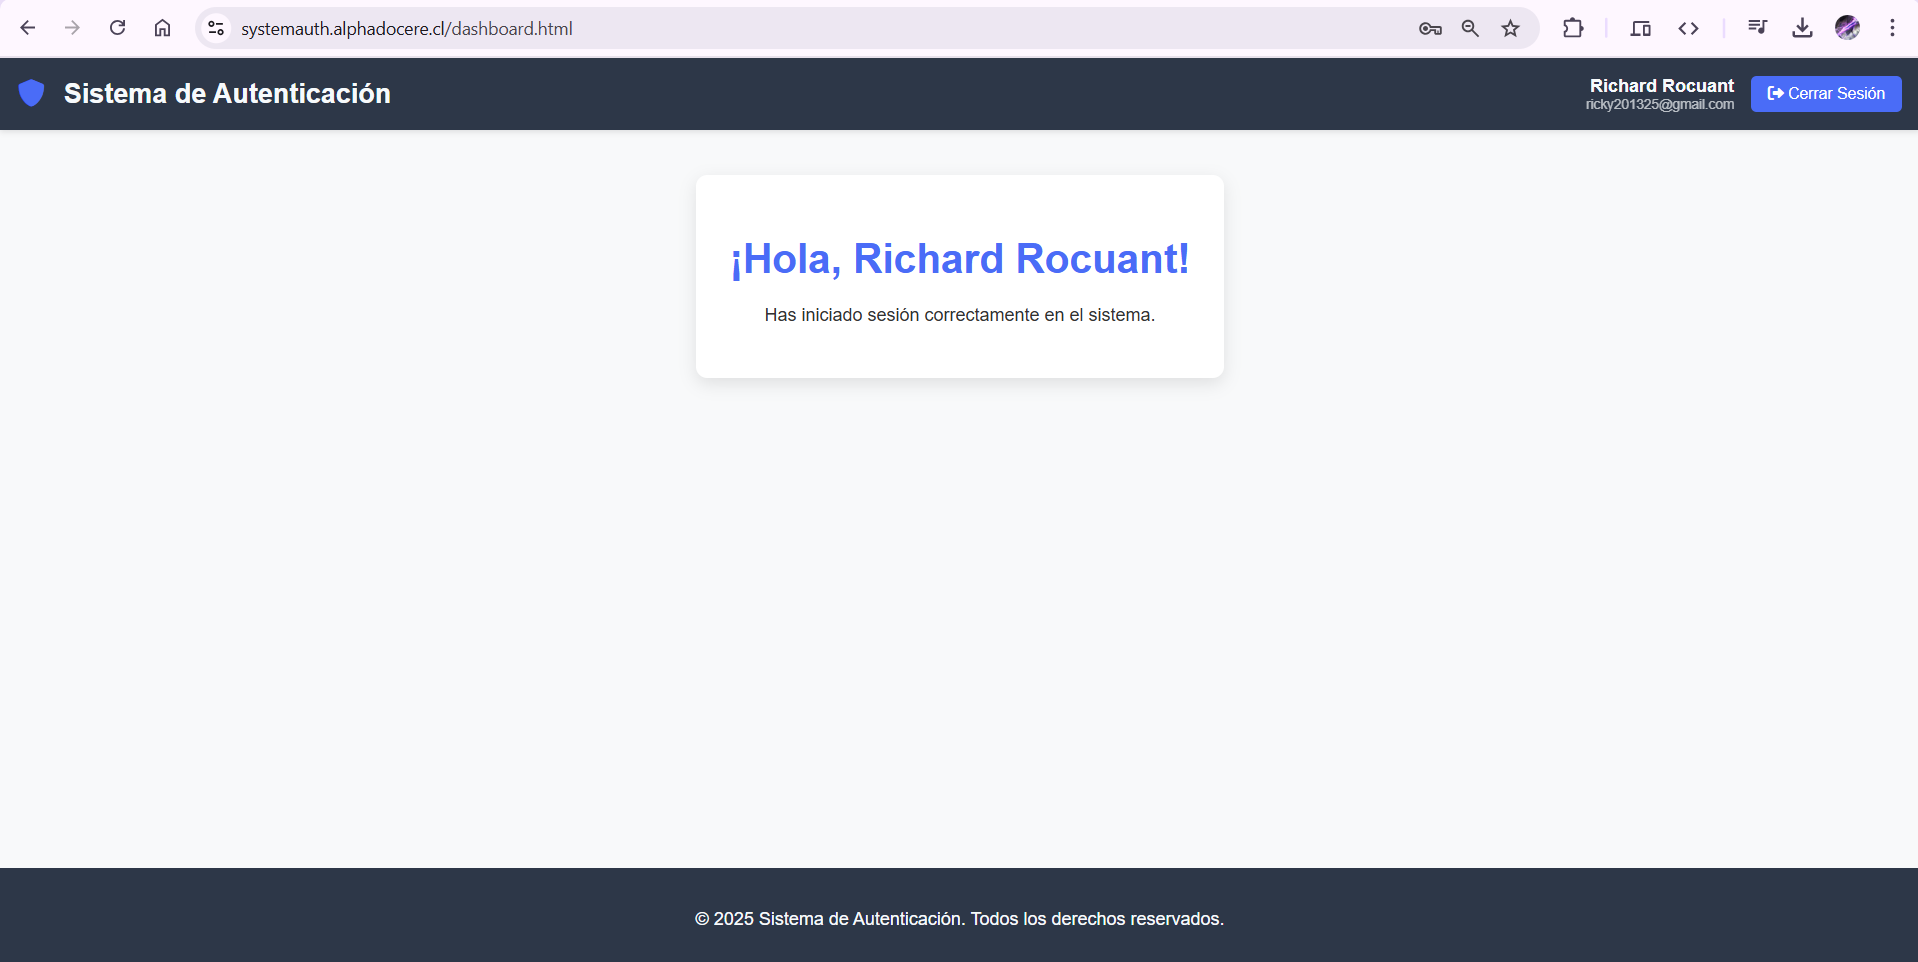 systemauth.alphadocere.cl/dashboard.html
Sistema de Autenticación
Richard Rocuant
ricky201325@gmail.com
Cerrar Sesión
¡Hola, Richard Rocuant!
Has iniciado sesión correctamente en el sistema.
© 2025 Sistema de Autenticación. Todos los derechos reservados.